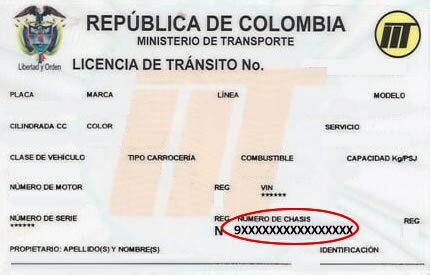 REPÚBLICA DE COLOMBIA
MINISTERIO DE TRANSPORTE
Libertad y Orden
LICENCIA DE TRÁNSITO No.
PLACA MARCA LÍNEA MODELO
CILINDRADA CC COLOR SERVICIO
CLASE DE VEHÍCULO TIPO CARROCERÍA COMBUSTIBLE CAPACIDAD Kg/PSJ
NÚMERO DE MOTOR REG VIN
******
NÚMERO DE SERIE REG NÚMERO DE CHASIS REG
****** N 9XXXXXXXXXXXXXXXX
PROPIETARIO: APELLIDO(S) Y NOMBRE(S) IDENTIFICACIÓN